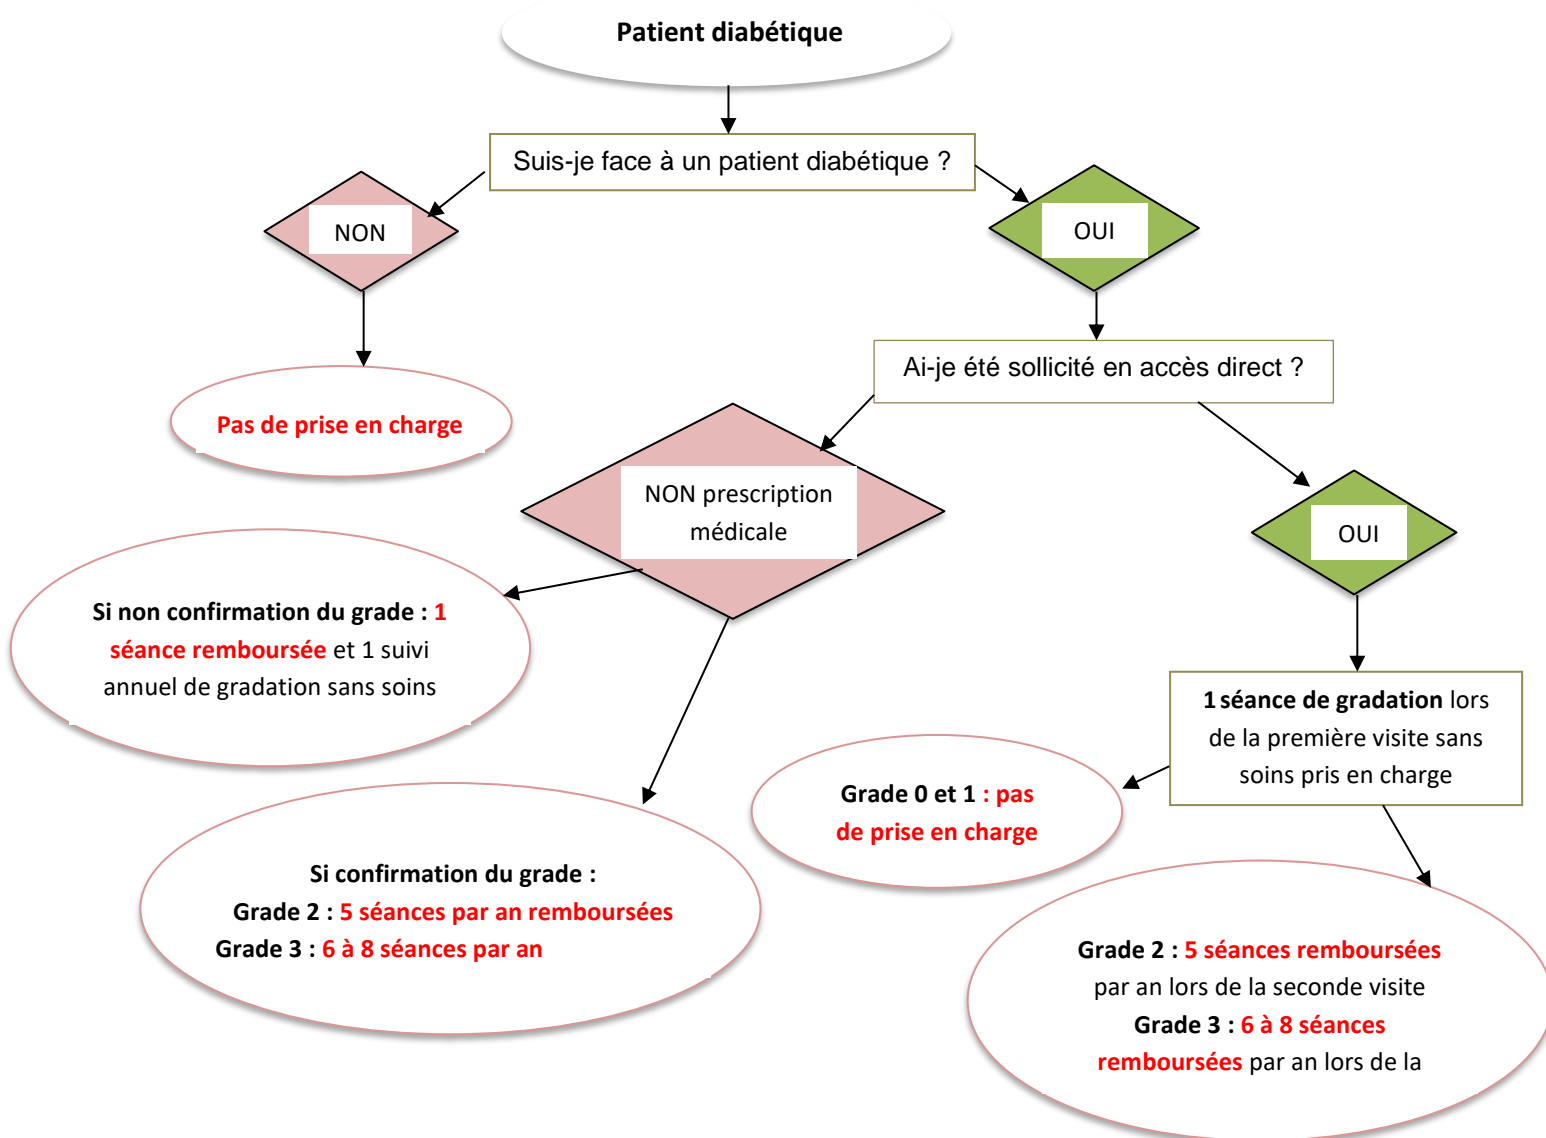 Patient diabétique
Suis-je face à un patient diabétique ?
NON
OUI
Ai-je été sollicité en accès direct ?
Pas de prise en charge
NON prescription
médicale
OUI
Si non confirmation du grade : 1
séance remboursée et 1 suivi
annuel de gradation sans soins
1 séance de gradation lors
de la première visite sans
soins pris en charge
Grade 0 et 1 : pas
de prise en charge
Si confirmation du grade :
Grade 2 : 5 séances par an remboursées
Grade 3 : 6 à 8 séances par an
Grade 2 : 5 séances remboursées
par an lors de la seconde visite
Grade 3 : 6 à 8 séances
remboursées par an lors de la